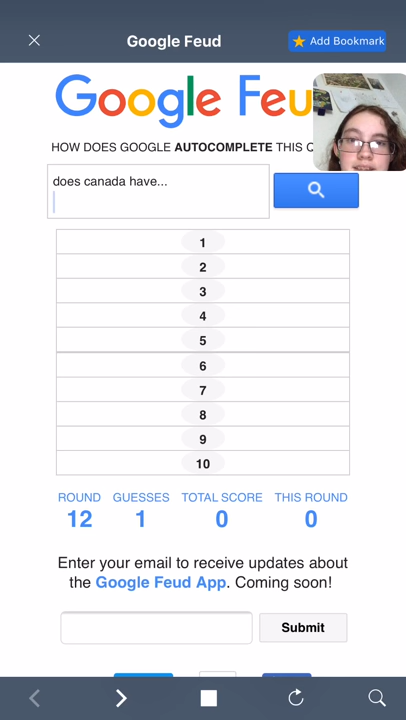 Google Feud
Add Bookmark
Google Feu
HOW DOES GOOGLE AUTOCOMPLETE THIS
does canada have...
1
2
3
4
5
6
7
8
9
10
ROUND GUESSES TOTAL SCORE THIS ROUND
12 1 0 0
Enter your email to receive updates about
the Google Feud App. Coming soon!
Submit